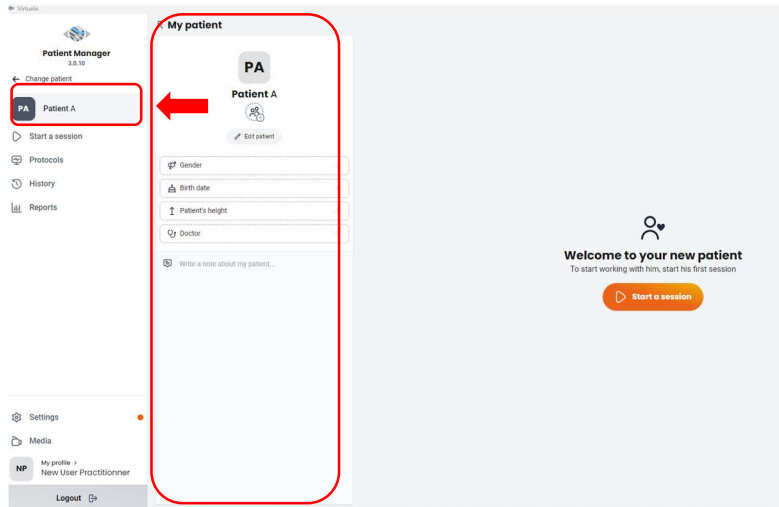 Virtualis
Patient Manager
3.0.10
Change patient
PA
Patient A
Start a session
Protocols
History
Reports
Settings
Media
NP
My profile >
New User Practitionner
Logout
My patient
PA
Patient A
Edit patient
Gender
Birth date
Patient's height
Doctor
Write a note about my patient...
Welcome to your new patient
To start working with him, start his first session
Start a session